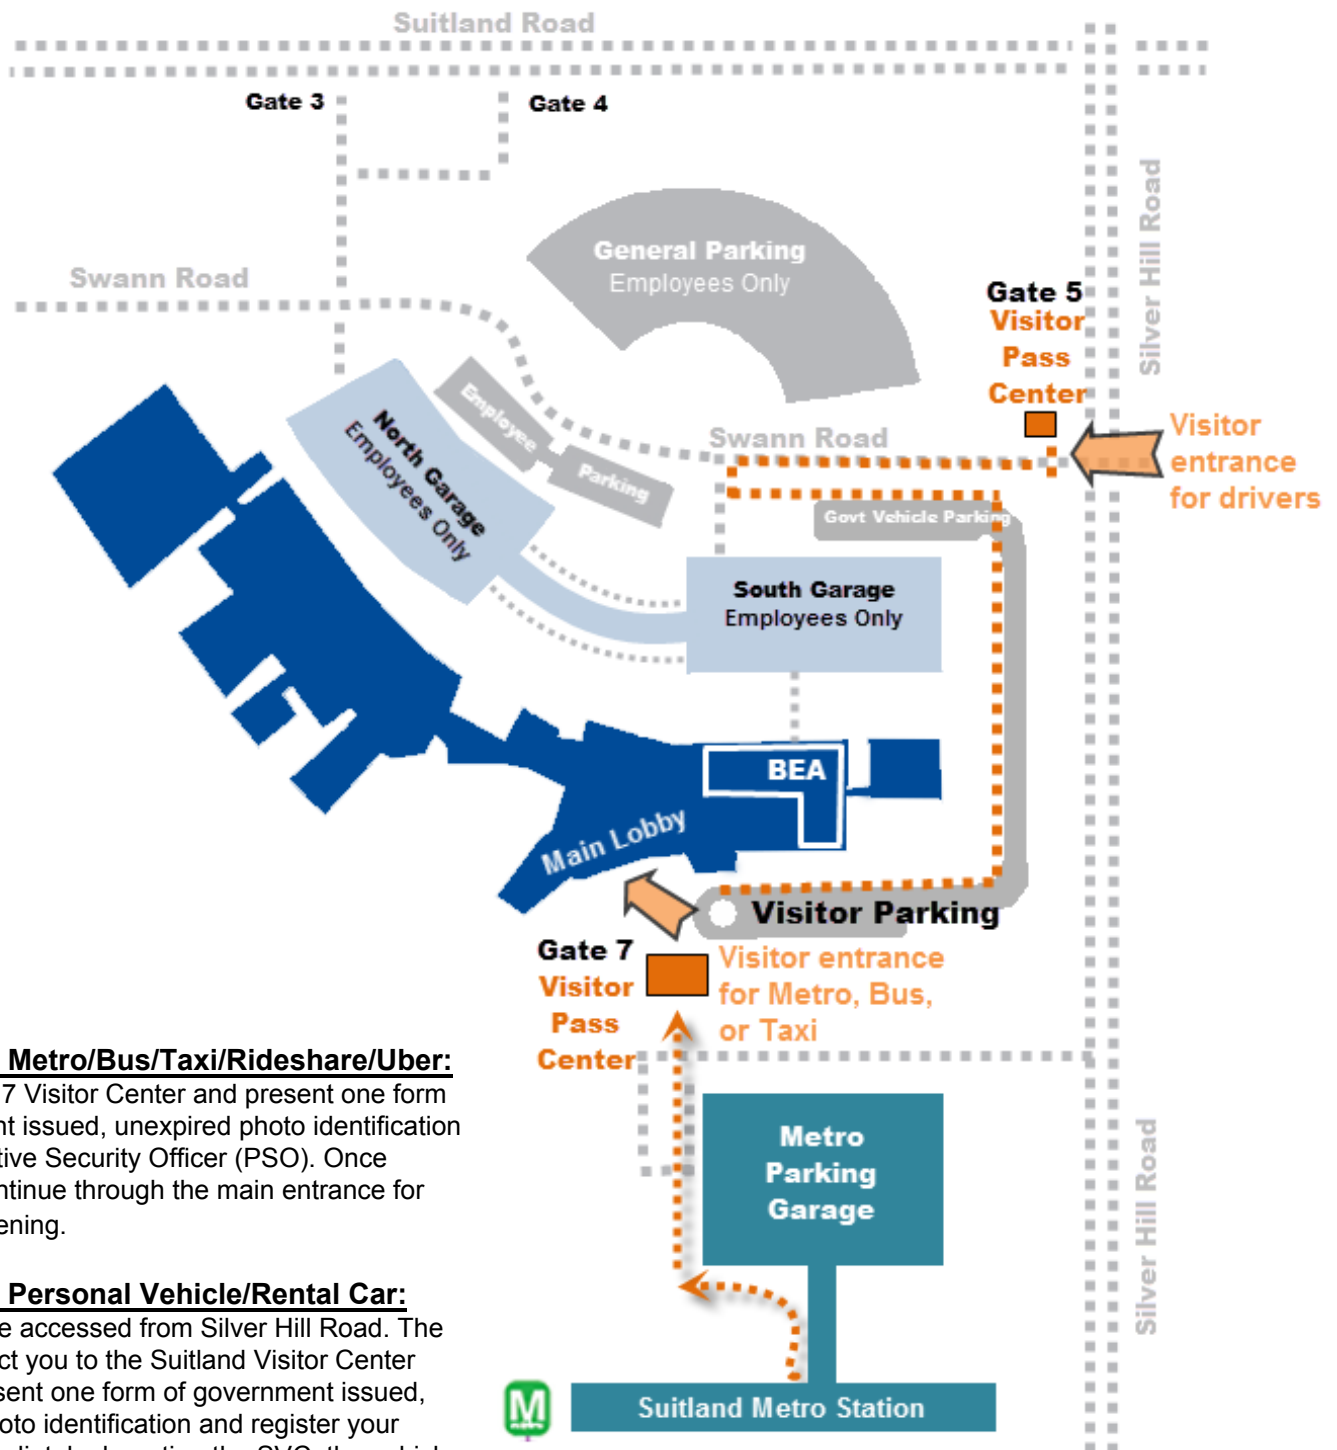 Suitland Road
Gate 3
Gate 4
Silver Hill Road
General Parking
Employees Only
Swann Road
Gate 5
Visitor
Pass
Center
Employee
Parking
North Garage
Employees Only
Swann Road
Visitor
entrance
for drivers
Govt Vehicle Parking
South Garage
Employees Only
BEA
Main Lobby
Visitor Parking
Gate 7
Visitor
Pass
Center
Visitor entrance
for Metro, Bus,
or Taxi
Metro/Bus/Taxi/Rideshare/Uber:
7 Visitor Center and present one form
nt issued, unexpired photo identification
tive Security Officer (PSO). Once
ntinue through the main entrance for
ening.
Personal Vehicle/Rental Car:
e accessed from Silver Hill Road. The
ct you to the Suitland Visitor Center
sent one form of government issued,
oto identification and register your
Metro
Parking
Garage
Silver Hill Road
M
Suitland Metro Station